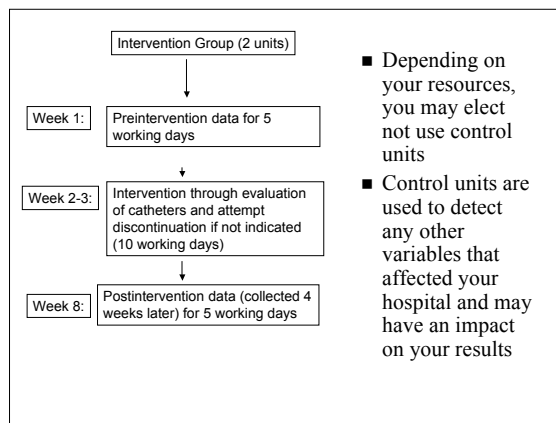 Intervention Group (2 units)
Week 1:
Preintervention data for 5
working days
Week 2-3:
Intervention through evaluation
of catheters and attempt
discontinuation if not indicated
(10 working days)
Week 8:
Postintervention data (collected 4
weeks later) for 5 working days
■ Depending on
your resources,
you may elect
not use control
units
■ Control units are
used to detect
any other
variables that
affected your
hospital and may
have an impact
on your results